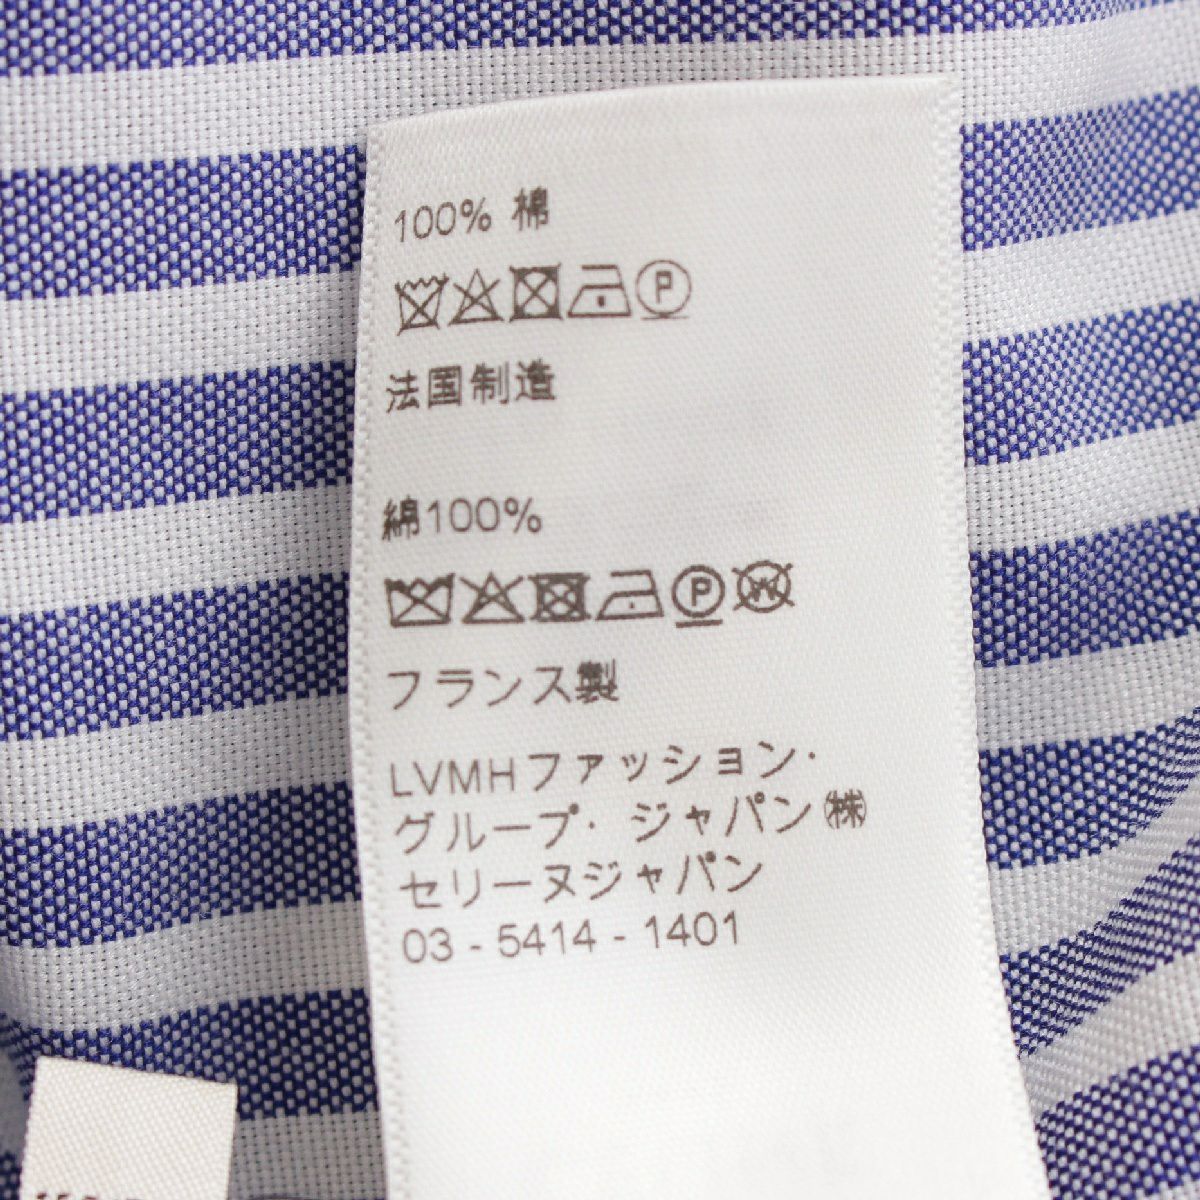 100% 棉
P
法国制造
綿100%
P W
フランス製
LVMHファッション・
グループ・ジャパン㈱
セリーヌジャパン
03 - 5414 - 1401